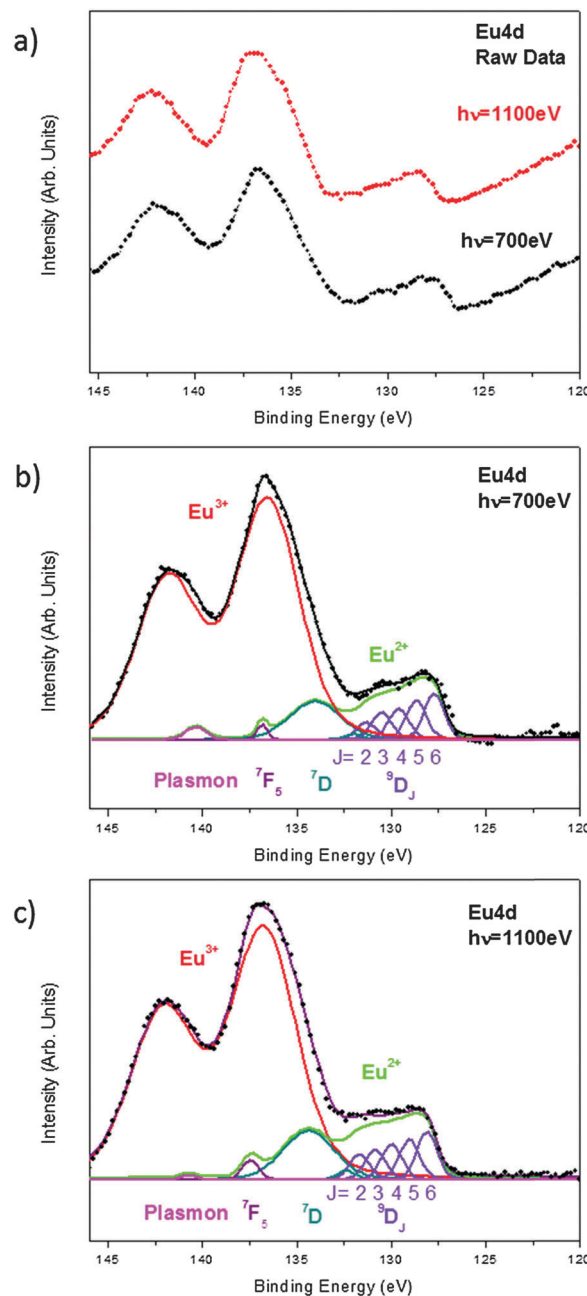 a)
Eu4d
Raw Data
hν=1100eV
hν=700eV
Intensity (Arb. Units)
145 140 135 130 125 120
Binding Energy (eV)
b)
Eu4d
hν=700eV
Eu³⁺
Eu²⁺
Intensity (Arb. Units)
J= 2 3 4 5 6
Plasmon ⁷F₅ ⁷D ⁹D_J
145 140 135 130 125 120
Binding Energy (eV)
c)
Eu4d
hν=1100eV
Eu³⁺
Eu²⁺
Intensity (Arb. Units)
J= 2 3 4 5 6
Plasmon ⁷F₅ ⁷D ⁹D_J
145 140 135 130 125 120
Binding Energy (eV)